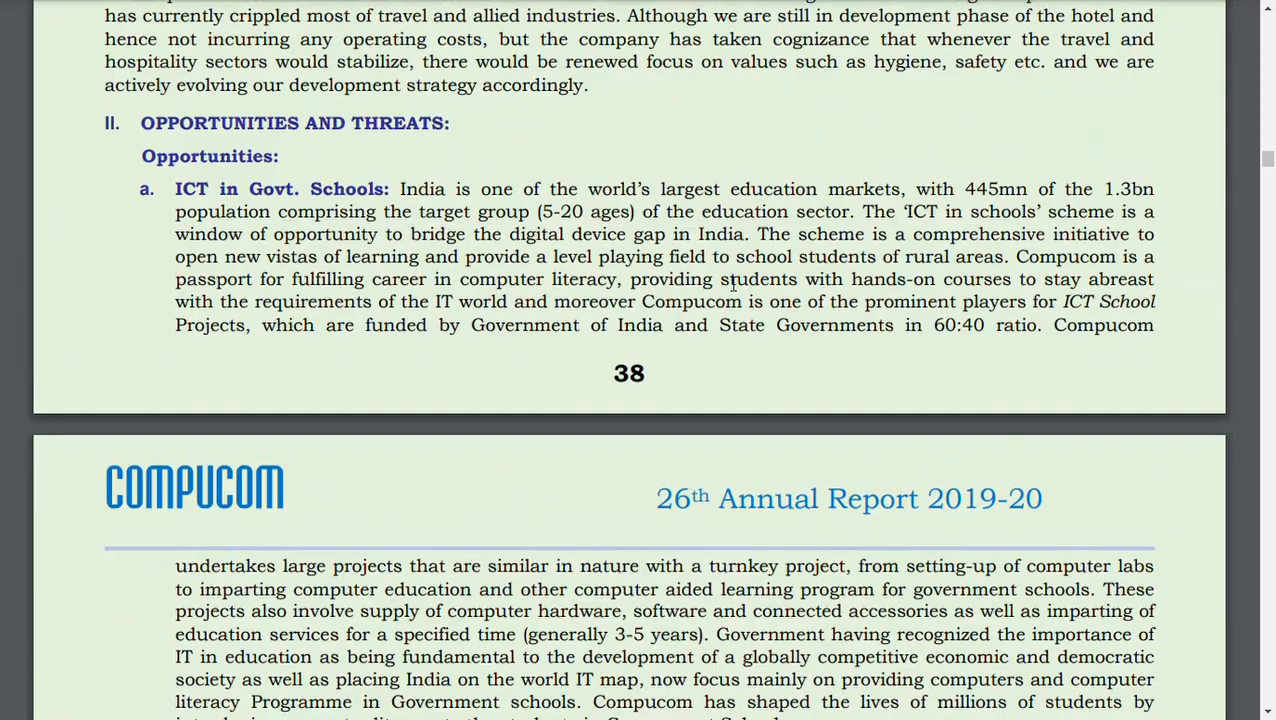 has currently crippled most of travel and allied industries. Although we are still in development phase of the hotel and
hence not incurring any operating costs, but the company has taken cognizance that whenever the travel and
hospitality sectors would stabilize, there would be renewed focus on values such as hygiene, safety etc. and we are
actively evolving our development strategy accordingly.
II. OPPORTUNITIES AND THREATS:
Opportunities:
a. ICT in Govt. Schools: India is one of the world’s largest education markets, with 445mn of the 1.3bn
population comprising the target group (5-20 ages) of the education sector. The ‘ICT in schools’ scheme is a
window of opportunity to bridge the digital device gap in India. The scheme is a comprehensive initiative to
open new vistas of learning and provide a level playing field to school students of rural areas. Compucom is a
passport for fulfilling career in computer literacy, providing students with hands-on courses to stay abreast
with the requirements of the IT world and moreover Compucom is one of the prominent players for ICT School
Projects, which are funded by Government of India and State Governments in 60:40 ratio. Compucom
38
COMPUCOM
26th Annual Report 2019-20
undertakes large projects that are similar in nature with a turnkey project, from setting-up of computer labs
to imparting computer education and other computer aided learning program for government schools. These
projects also involve supply of computer hardware, software and connected accessories as well as imparting of
education services for a specified time (generally 3-5 years). Government having recognized the importance of
IT in education as being fundamental to the development of a globally competitive economic and democratic
society as well as placing India on the world IT map, now focus mainly on providing computers and computer
literacy Programme in Government schools. Compucom has shaped the lives of millions of students by